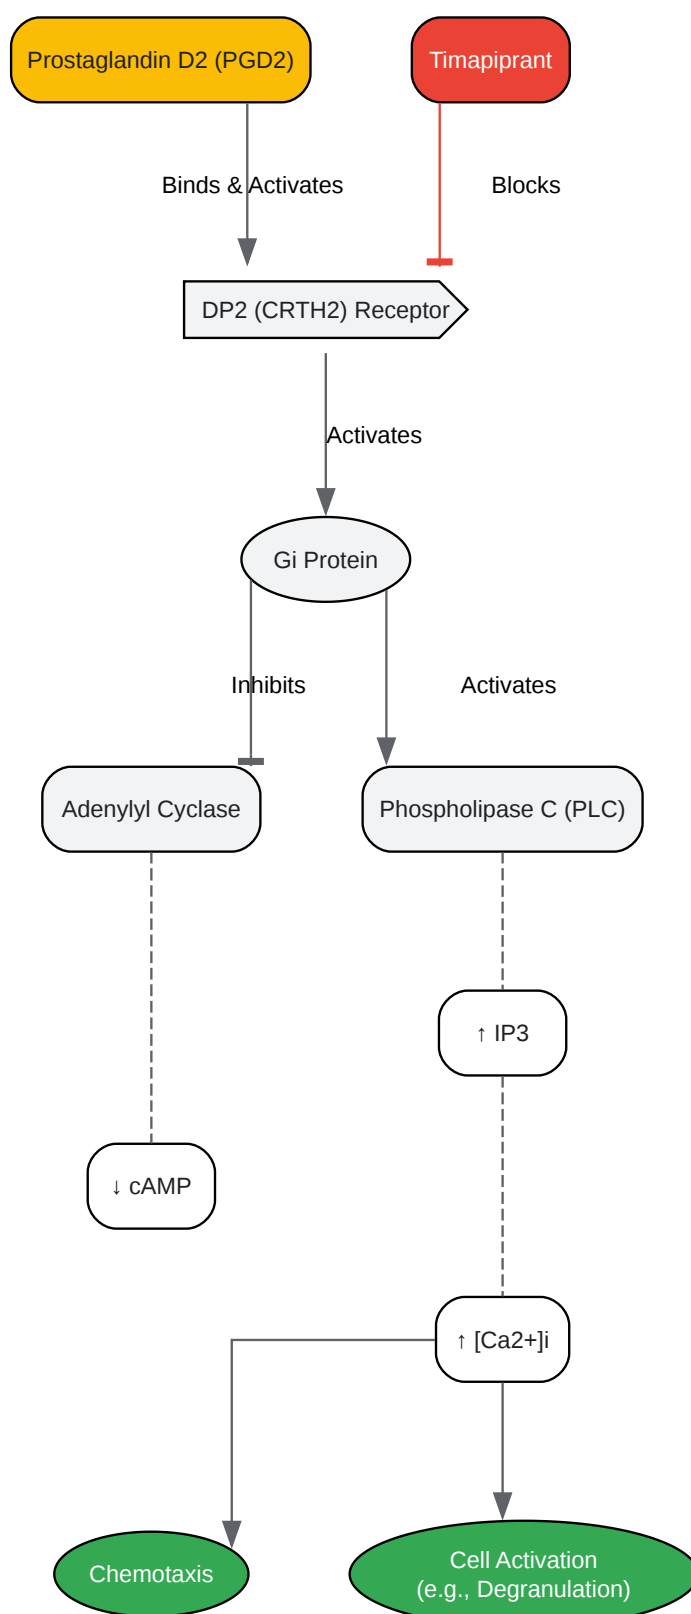 Prostaglandin D2 (PGD2)
Timapiprant
Binds & Activates
Blocks
DP2 (CRTH2) Receptor
Activates
Gi Protein
Inhibits
Activates
Adenylyl Cyclase
Phospholipase C (PLC)
↑ IP3
↓ cAMP
↑ [Ca2+]i
Chemotaxis
Cell Activation
(e.g., Degranulation)